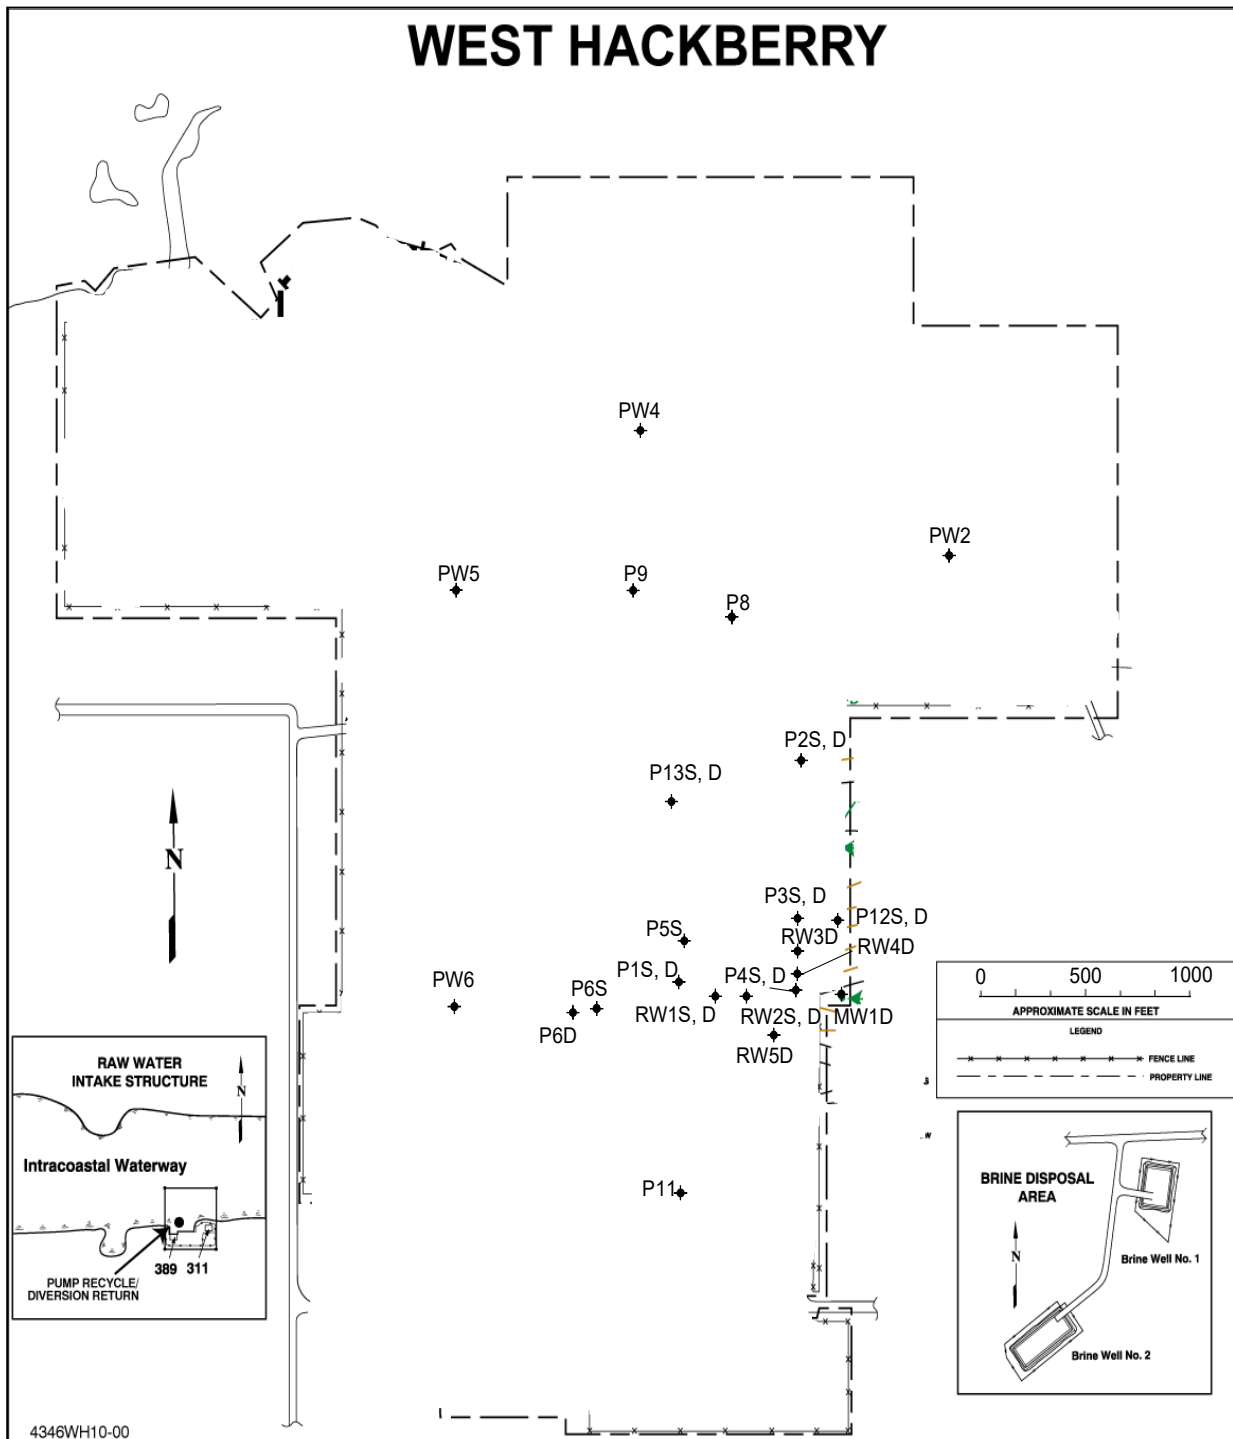 WEST HACKBERRY
PW4
PW2
PW5
P9
P8
P2S, D
P13S, D
N
P3S, D
P12S, D
P5S
RW3D
RW4D
P1S, D
P4S, D
PW6
P6S
P6D
RW1S, D
RW2S, D
MW1D
RW5D
P11
0 500 1000
APPROXIMATE SCALE IN FEET
LEGEND
FENCE LINE
PROPERTY LINE
3
W
RAW WATER
INTAKE STRUCTURE
N
Intracoastal Waterway
389 311
PUMP RECYCLE/
DIVERSION RETURN
BRINE DISPOSAL
AREA
N
Brine Well No. 1
Brine Well No. 2
4346WH10-00